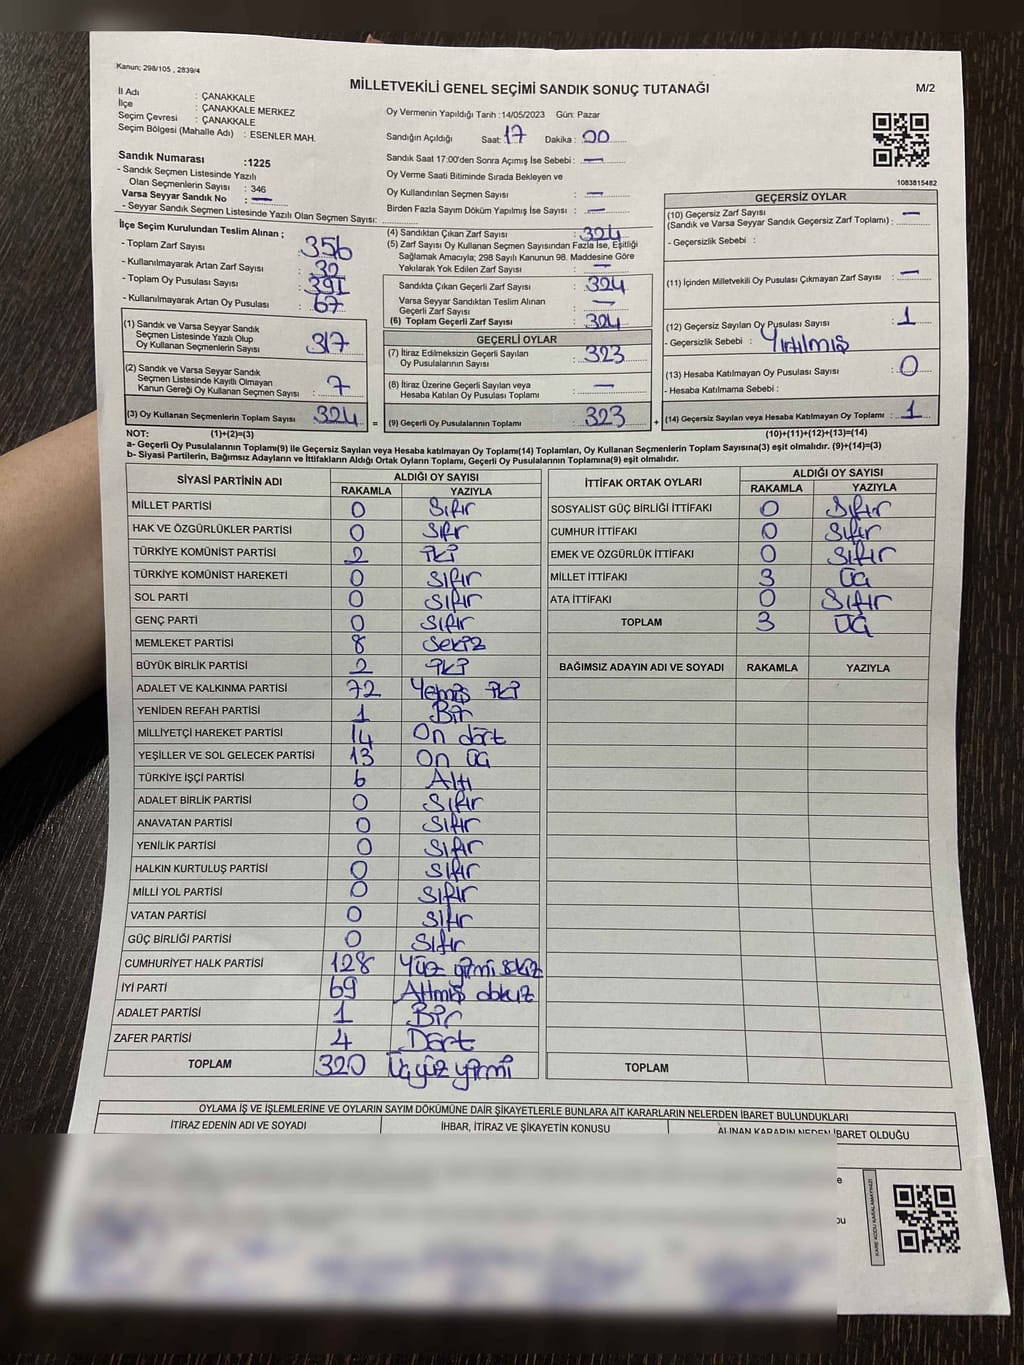 Kanun; 298/105 , 2839/4
MİLLETVEKİLİ GENEL SEÇİMİ SANDIK SONUÇ TUTANAĞI
M/2
İl Adı : ÇANAKKALE
İlçe : ÇANAKKALE MERKEZ
Seçim Çevresi : ÇANAKKALE
Seçim Bölgesi (Mahalle Adı) : ESENLER MAH.
Sandık Numarası :1225
- Sandık Seçmen Listesinde Yazılı
Olan Seçmenlerin Sayısı : 346
Varsa Seyyar Sandık No : —
- Seyyar Sandık Seçmen Listesinde Yazılı Olan Seçmen Sayısı:
Oy Vermenin Yapıldığı Tarih :14/05/2023 Gün: Pazar
Sandığın Açıldığı Saat: 17 Dakika : 00
Sandık Saat 17:00'den Sonra Açımış İse Sebebi : —
Oy Verme Saati Bitiminde Sırada Bekleyen ve
Oy Kullandırılan Seçmen Sayısı : —
Birden Fazla Sayım Döküm Yapılmış İse Sayısı : —
1083815482
İlçe Seçim Kurulundan Teslim Alınan ;
- Toplam Zarf Sayısı : 356
- Kullanılmayarak Artan Zarf Sayısı : 32
- Toplam Oy Pusulası Sayısı : 391
- Kullanılmayarak Artan Oy Pusulası : 67
(1) Sandık ve Varsa Seyyar Sandık
Seçmen Listesinde Yazılı Olup
Oy Kullanan Seçmenlerin Sayısı : 317
(2) Sandık ve Varsa Seyyar Sandık
Seçmen Listesinde Kayıtlı Olmayan
Kanun Gereği Oy Kullanan Seçmen Sayısı : 7
(3) Oy Kullanan Seçmenlerin Toplam Sayısı : 324
(4) Sandıktan Çıkan Zarf Sayısı : 324
(5) Zarf Sayısı Oy Kullanan Seçmen Sayısından Fazla İse, Eşitliği
Sağlamak Amacıyla; 298 Sayılı Kanunun 98. Maddesine Göre
Yakılarak Yok Edilen Zarf Sayısı : —
Sandıkta Çıkan Geçerli Zarf Sayısı : 324
Varsa Seyyar Sandıktan Teslim Alınan
Geçerli Zarf Sayısı : —
(6) Toplam Geçerli Zarf Sayısı : 324
GEÇERLİ OYLAR
(7) İtiraz Edilmeksizin Geçerli Sayılan
Oy Pusulalarının Sayısı : 323
(8) İtiraz Üzerine Geçerli Sayılan veya
Hesaba Katılan Oy Pusulası Toplamı : —
= (9) Geçerli Oy Pusulalarının Toplamı : 323 +
GEÇERSİZ OYLAR
(10) Geçersiz Zarf Sayısı
(Sandık ve Varsa Seyyar Sandık Geçersiz Zarf Toplamı) : —
- Geçersizlik Sebebi :
(11) İçinden Milletvekili Oy Pusulası Çıkmayan Zarf Sayısı : —
(12) Geçersiz Sayılan Oy Pusulası Sayısı : 1
- Geçersizlik Sebebi : Yırtılmış
(13) Hesaba Katılmayan Oy Pusulası Sayısı : 0
- Hesaba Katılmama Sebebi :
(14) Geçersiz Sayılan veya Hesaba Katılmayan Oy Toplamı : 1
NOT: (1)+(2)=(3) (10)+(11)+(12)+(13)=(14)
a- Geçerli Oy Pusulalarının Toplamı(9) ile Geçersiz Sayılan veya Hesaba katılmayan Oy Toplamı(14) Toplamları, Oy Kullanan Seçmenlerin Toplam Sayısına(3) eşit olmalıdır. (9)+(14)=(3)
b- Siyasi Partilerin, Bağımsız Adayların ve İttifakların Aldığı Ortak Oyların Toplamı, Geçerli Oy Pusulalarının Toplamına(9) eşit olmalıdır.
SİYASİ PARTİNİN ADI ALDIĞI OY SAYISI
RAKAMLA YAZIYLA
MİLLET PARTİSİ 0 Sıfır
HAK VE ÖZGÜRLÜKLER PARTİSİ 0 Sıfır
TÜRKİYE KOMÜNİST PARTİSİ 2 İki
TÜRKİYE KOMÜNİST HAREKETİ 0 Sıfır
SOL PARTİ 0 Sıfır
GENÇ PARTİ 0 Sıfır
MEMLEKET PARTİSİ 8 Sekiz
BÜYÜK BİRLİK PARTİSİ 2 İki
ADALET VE KALKINMA PARTİSİ 72 Yetmiş iki
YENİDEN REFAH PARTİSİ 1 Bir
MİLLİYETÇİ HAREKET PARTİSİ 14 On dört
YEŞİLLER VE SOL GELECEK PARTİSİ 13 On üç
TÜRKİYE İŞÇİ PARTİSİ 6 Altı
ADALET BİRLİK PARTİSİ 0 Sıfır
ANAVATAN PARTİSİ 0 Sıfır
YENİLİK PARTİSİ 0 Sıfır
HALKIN KURTULUŞ PARTİSİ 0 Sıfır
MİLLİ YOL PARTİSİ 0 Sıfır
VATAN PARTİSİ 0 Sıfır
GÜÇ BİRLİĞİ PARTİSİ 0 Sıfır
CUMHURİYET HALK PARTİSİ 128 Yüz yirmi sekiz
İYİ PARTİ 69 Altmış dokuz
ADALET PARTİSİ 1 Bir
ZAFER PARTİSİ 4 Dört
TOPLAM 320 Üçyüz yirmi
İTTİFAK ORTAK OYLARI ALDIĞI OY SAYISI
RAKAMLA YAZIYLA
SOSYALİST GÜÇ BİRLİĞİ İTTİFAKI 0 Sıfır
CUMHUR İTTİFAKI 0 Sıfır
EMEK VE ÖZGÜRLÜK İTTİFAKI 0 Sıfır
MİLLET İTTİFAKI 3 Üç
ATA İTTİFAKI 0 Sıfır
TOPLAM 3 Üç
BAĞIMSIZ ADAYIN ADI VE SOYADI RAKAMLA YAZIYLA
TOPLAM
OYLAMA İŞ VE İŞLEMLERİNE VE OYLARIN SAYIM DÖKÜMÜNE DAİR ŞİKAYETLERLE BUNLARA AİT KARARLARIN NELERDEN İBARET BULUNDUKLARI
İTİRAZ EDENİN ADI VE SOYADI İHBAR, İTİRAZ VE ŞİKAYETİN KONUSU ALINAN KARARIN NEDEN İBARET OLDUĞU
KARE KODU KARALAMAYINIZ!